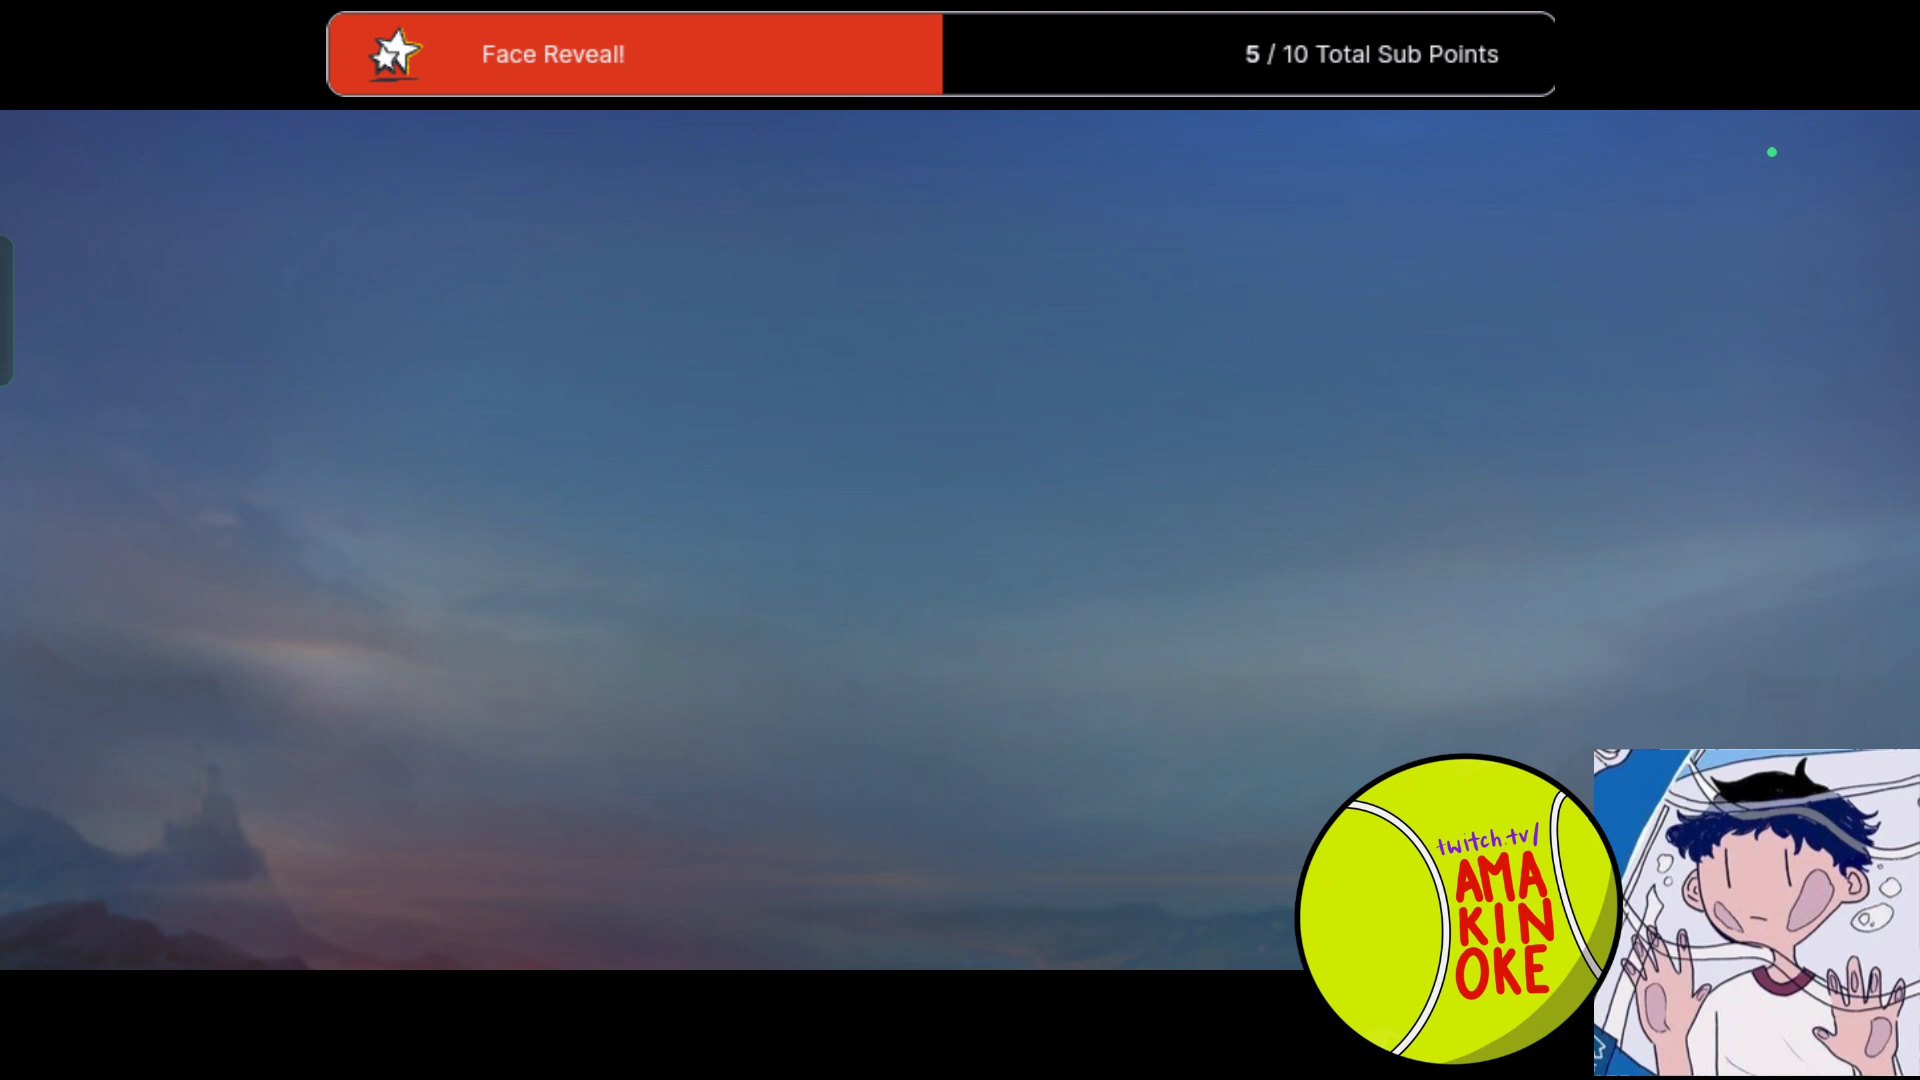 Face Reveal!
5 / 10 Total Sub Points
twitch.tv/
AMA
KIN
OKE